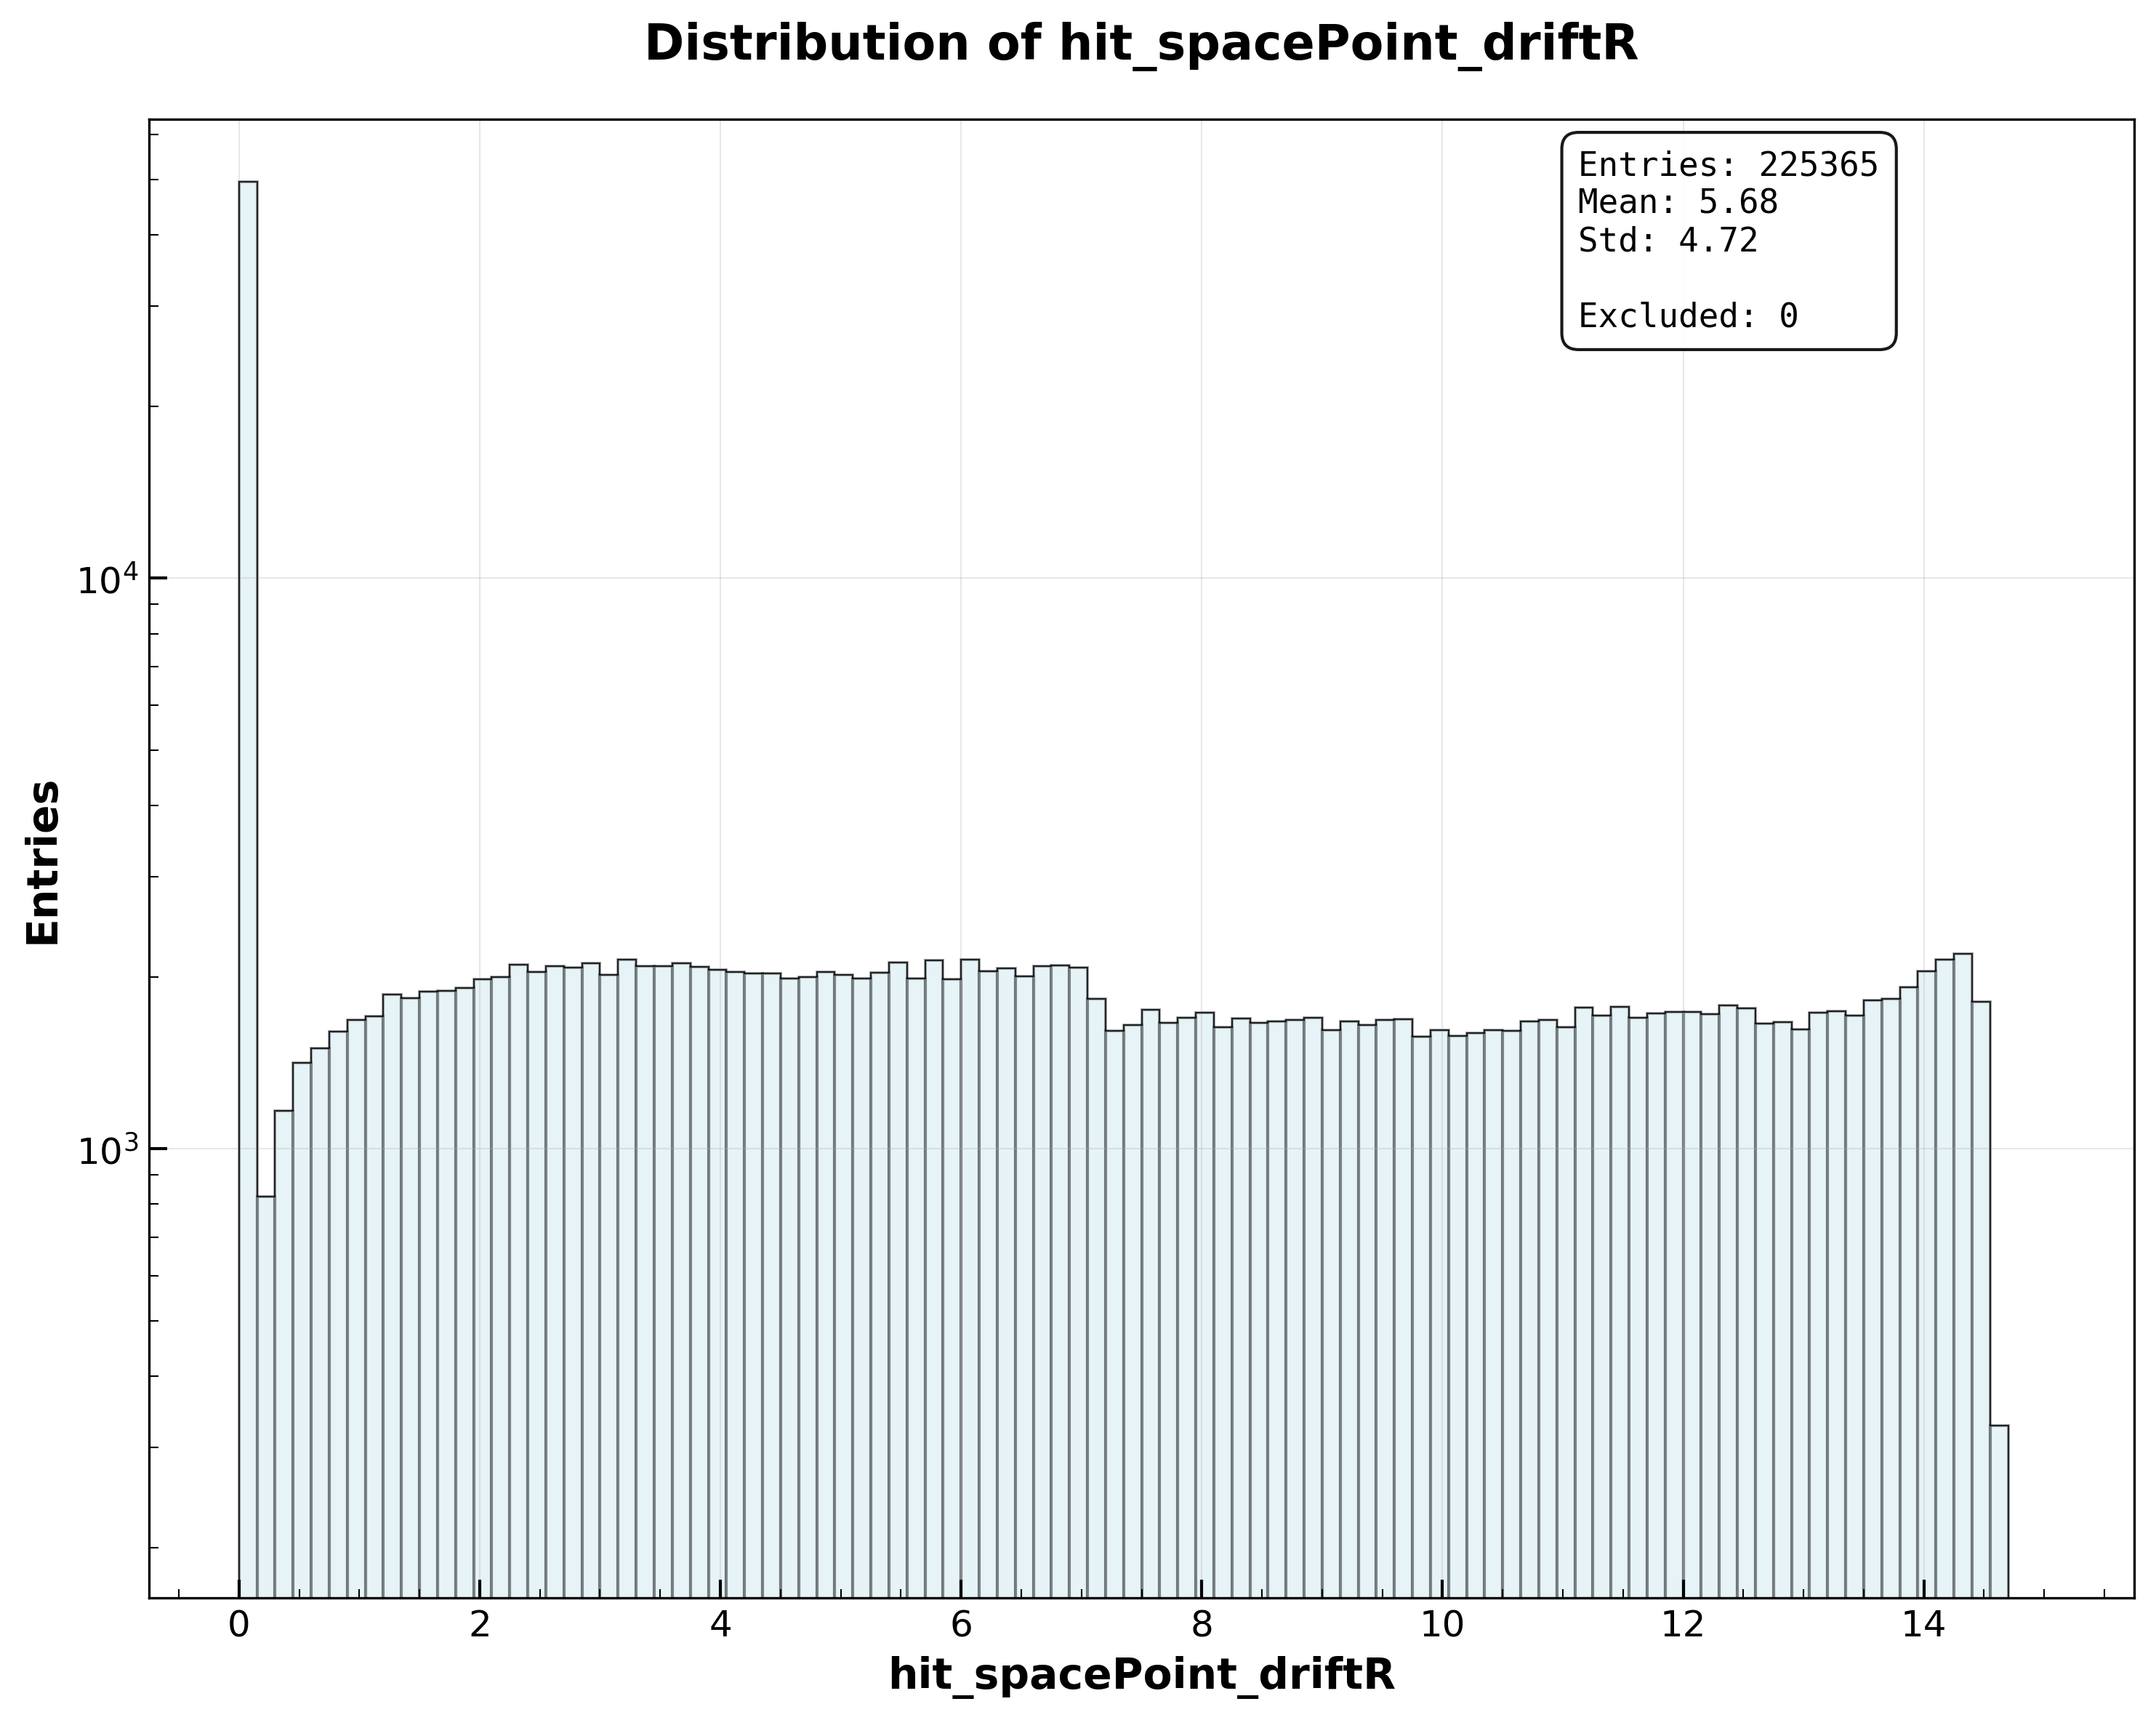 Distribution of hit_spacePoint_driftR
Entries: 225365
Mean: 5.68
Std: 4.72
Excluded: 0
10⁴
10³
Entries
0 2 4 6 8 10 12 14
hit_spacePoint_driftR